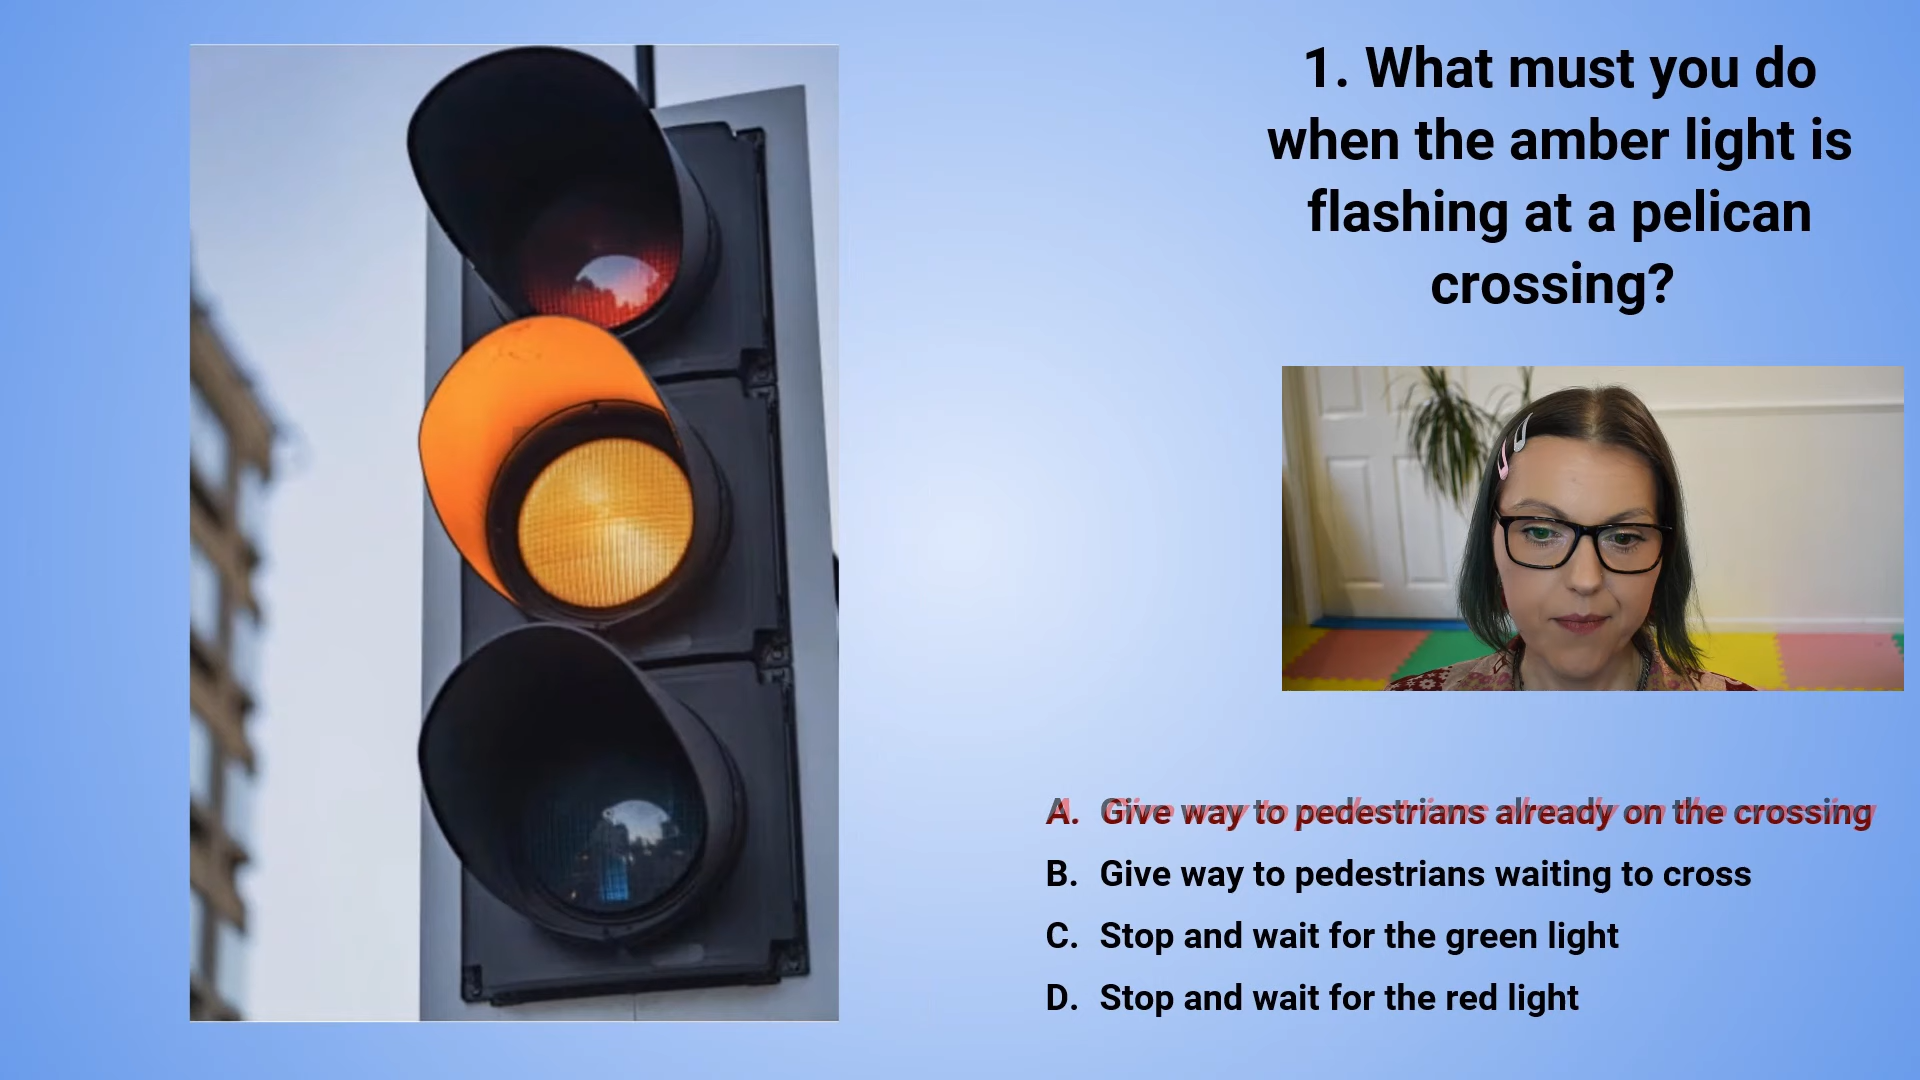 1. What must you do
when the amber light is
flashing at a pelican
crossing?
A. Give way to pedestrians already on the crossing
B. Give way to pedestrians waiting to cross
C. Stop and wait for the green light
D. Stop and wait for the red light